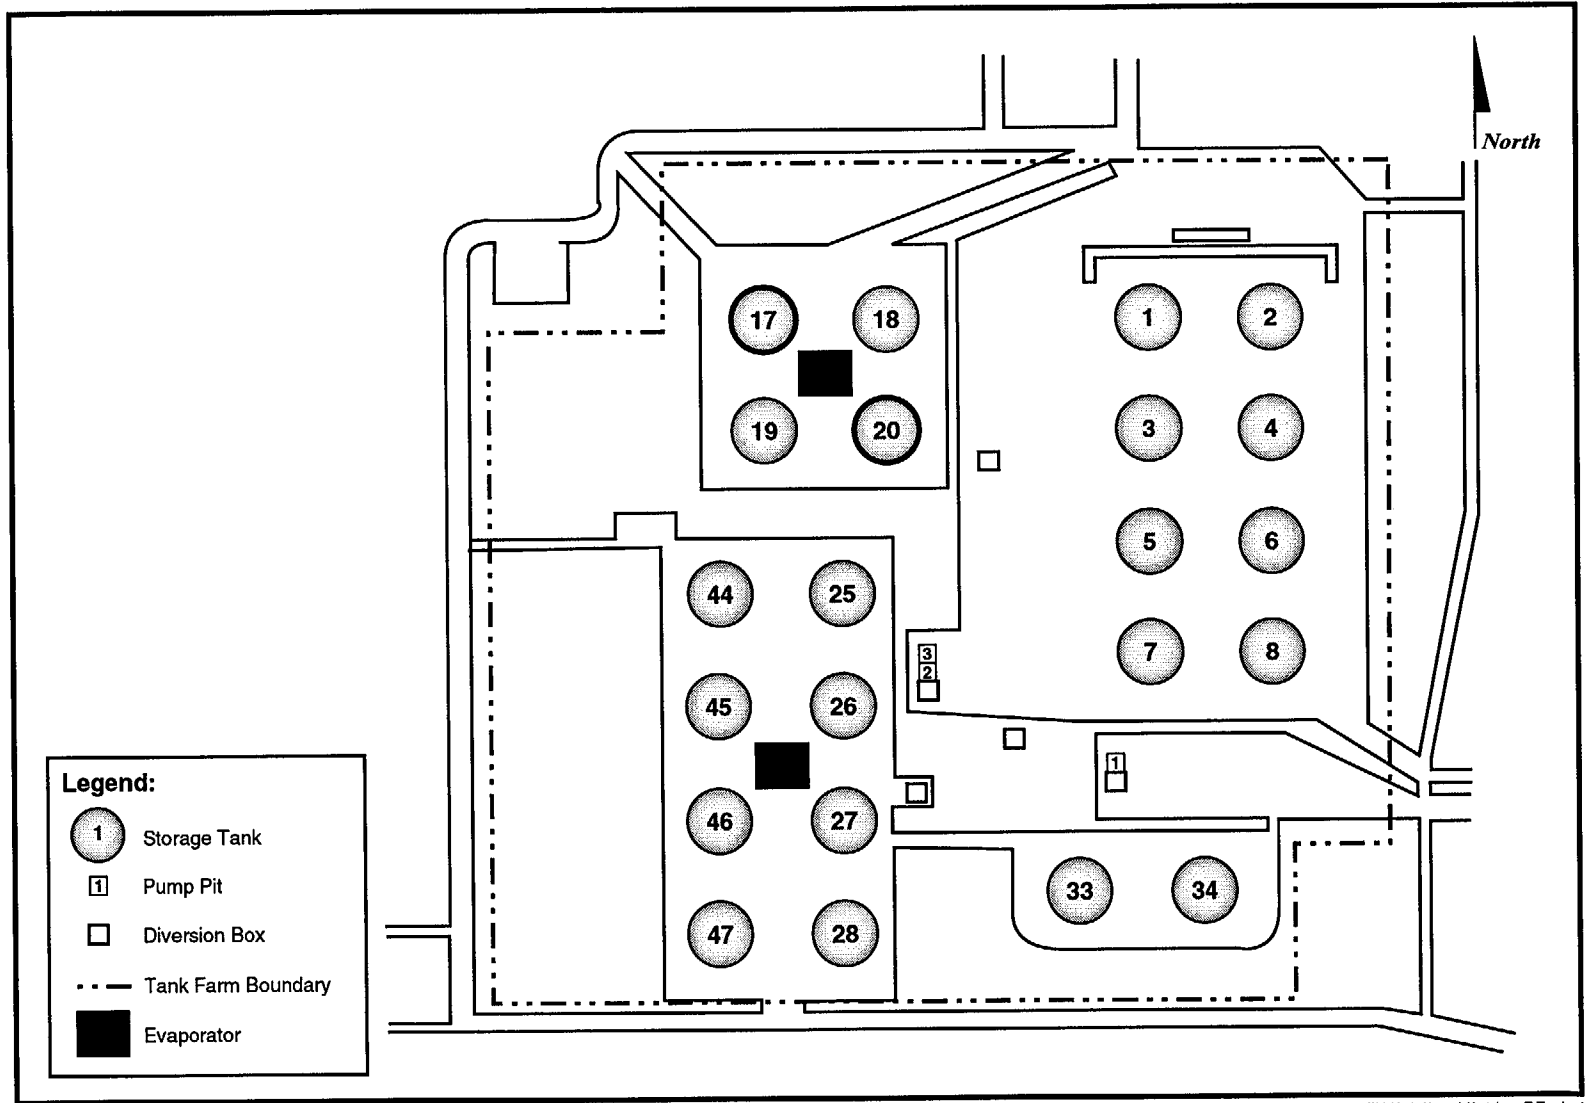 North
17 18
1 2
19 20
3 4
5 6
44 25
7 8
3
2
45 26
1
46 27
33 34
47 28
Legend:
1 Storage Tank
1 Pump Pit
Diversion Box
Tank Farm Boundary
Evaporator